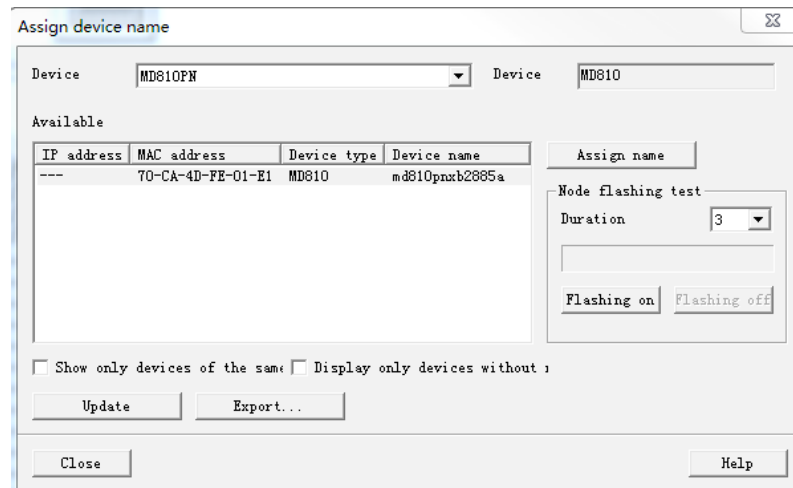 Assign device name
Device MD810PN Device MD810
Available
IP address MAC address Device type Device name
--- 70-CA-4D-FE-01-E1 MD810 md810pnxb2885a
Assign name
Node flashing test
Duration 3
Flashing on Flashing off
Show only devices of the same Display only devices without
Update Export...
Close Help